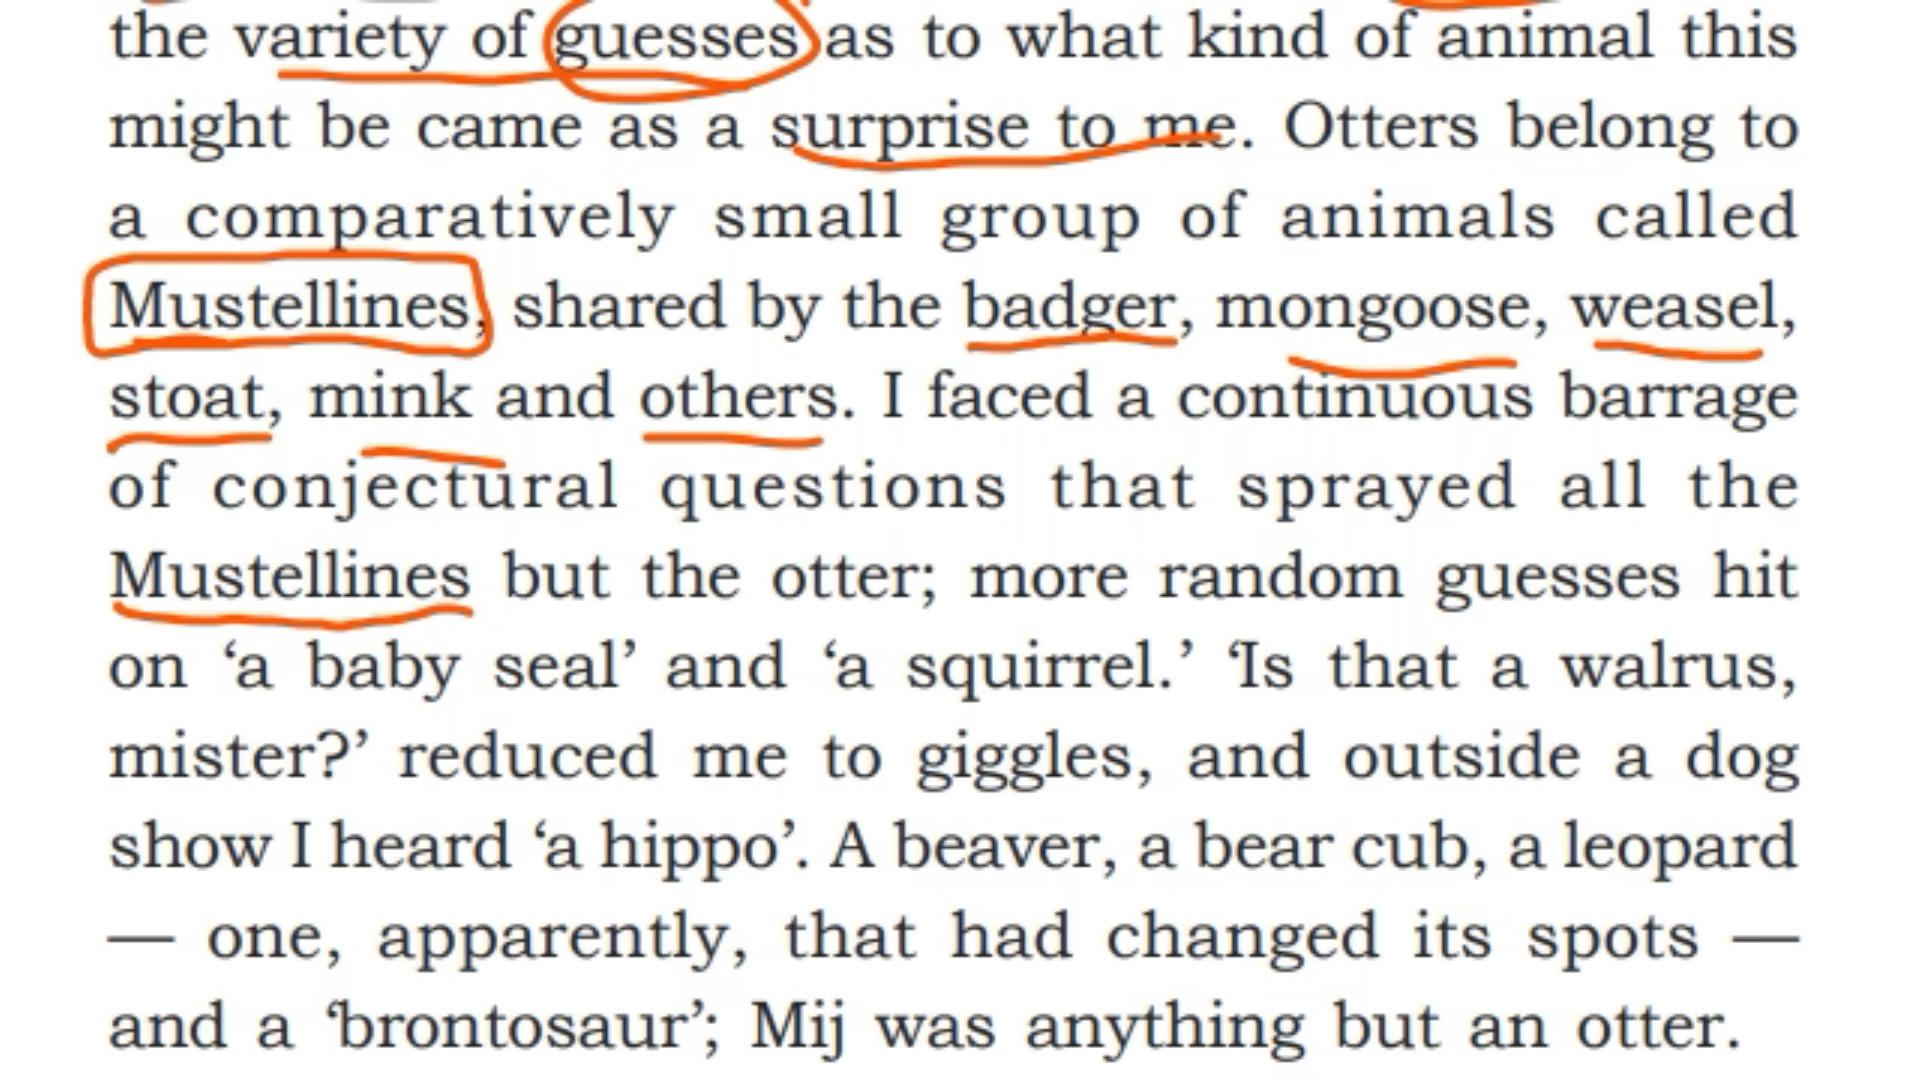 the variety of guesses as to what kind of animal this
might be came as a surprise to me. Otters belong to
a comparatively small group of animals called
Mustellines, shared by the badger, mongoose, weasel,
stoat, mink and others. I faced a continuous barrage
of conjectural questions that sprayed all the
Mustellines but the otter; more random guesses hit
on ‘a baby seal’ and ‘a squirrel.’ ‘Is that a walrus,
mister?’ reduced me to giggles, and outside a dog
show I heard ‘a hippo’. A beaver, a bear cub, a leopard
— one, apparently, that had changed its spots —
and a ‘brontosaur’; Mij was anything but an otter.